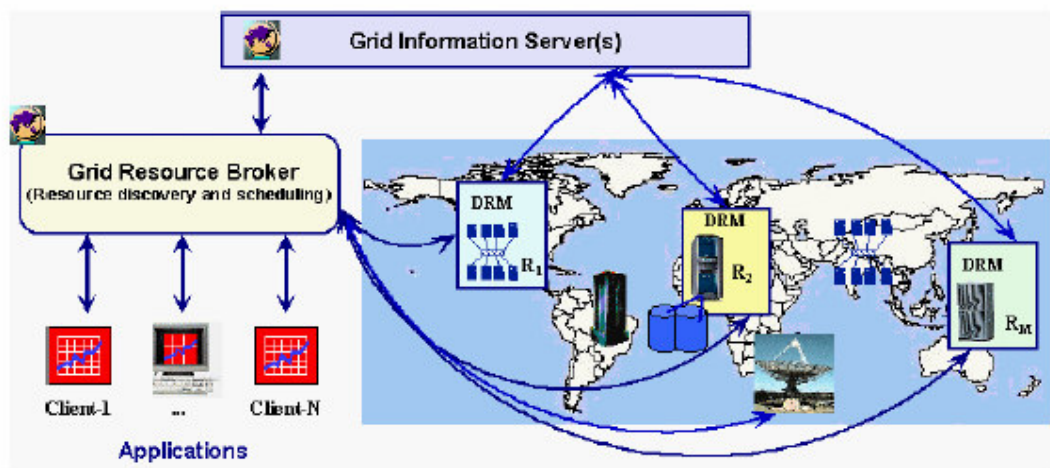 Grid Information Server(s)
Grid Resource Broker
(Resource discovery and scheduling)
DRM
R1
DRM
R2
DRM
RM
Client-1
...
Client-N
Applications